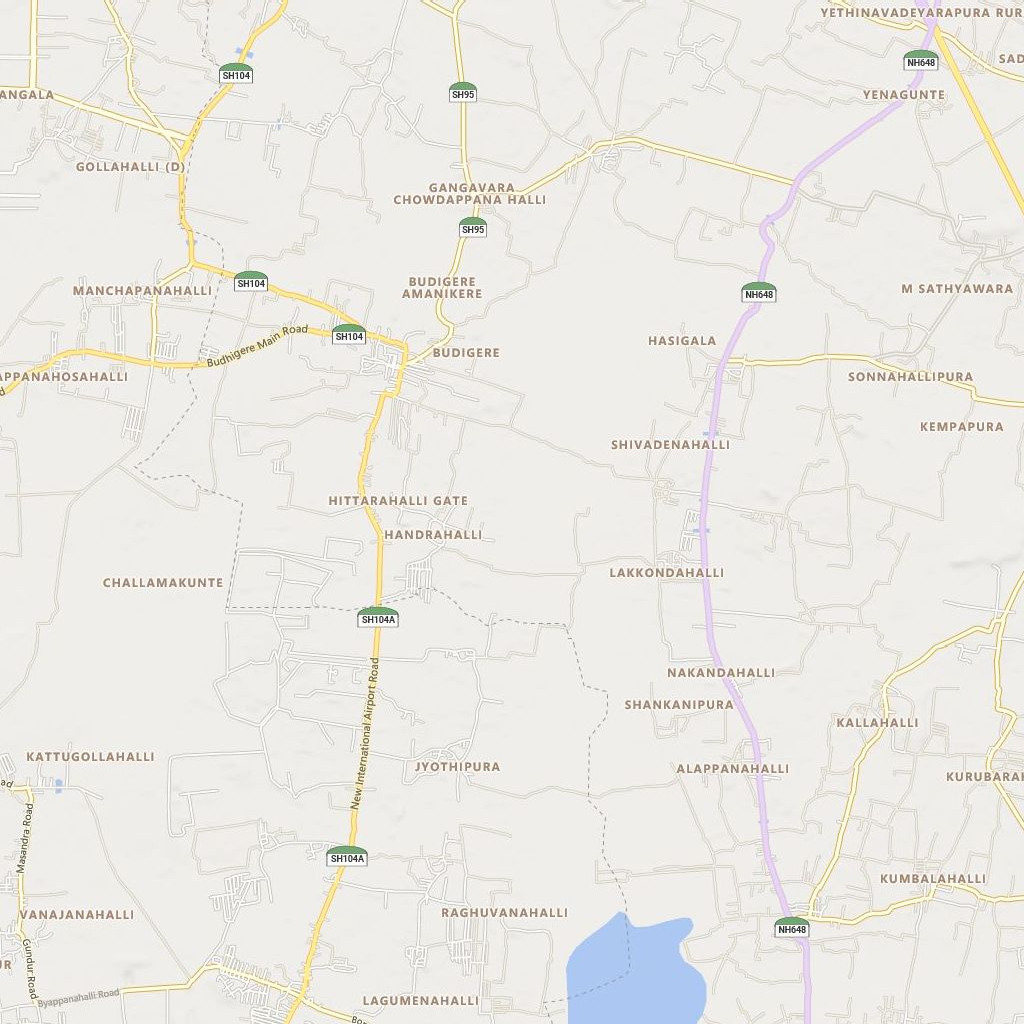 YETHINAVADEYARAPURA RUR
SH104
NH648
SAD
SH95
ANGALA
YENAGUNTE
GOLLAHALLI (D)
GANGAVARA
CHOWDAPPANA HALLI
SH95
SH104
BUDIGERE
AMANIKERE
MANCHAPANAHALLI
NH648
M SATHYAWARA
SH104
Budhigere Main Road
HASIGALA
BUDIGERE
APPANAHOSAHALLI
SONNAHALLIPURA
KEMPAPURA
SHIVADENAHALLI
HITTARAHALLI GATE
HANDRAHALLI
LAKKONDAHALLI
CHALLAMAKUNTE
SH104A
NAKANDAHALLI
SHANKANIPURA
KALLAHALLI
New International Airport Road
KATTUGOLLAHALLI
JYOTHIPURA
ALAPPANAHALLI
KURUBARAH
ad
Masandra Road
SH104A
KUMBALAHALLI
VANAJANAHALLI
RAGHUVANAHALLI
NH648
UR
Gundur Road
Byappanahalli Road
LAGUMENAHALLI